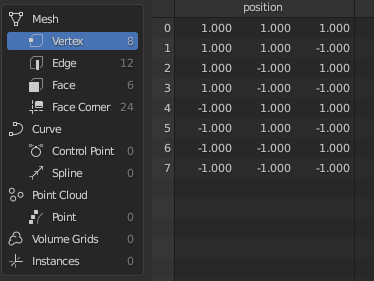 Mesh
Vertex 8
Edge 12
Face 6
Face Corner 24
Curve
Control Point 0
Spline 0
Point Cloud
Point 0
Volume Grids 0
Instances 0
position
0 1.000 1.000 1.000
1 1.000 1.000 -1.000
2 1.000 -1.000 1.000
3 1.000 -1.000 -1.000
4 -1.000 1.000 1.000
5 -1.000 1.000 -1.000
6 -1.000 -1.000 1.000
7 -1.000 -1.000 -1.000